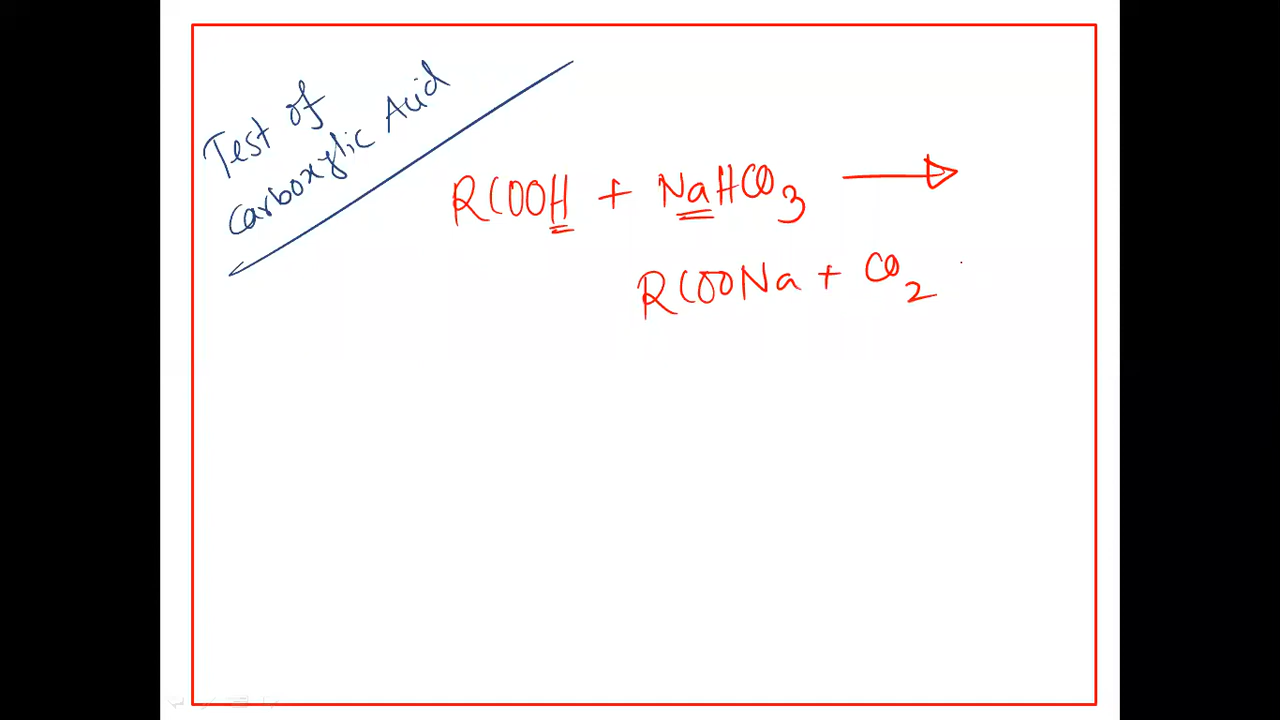 Test of
carboxylic Acid
RCOOH + NaHCO3
RCOONa + CO2